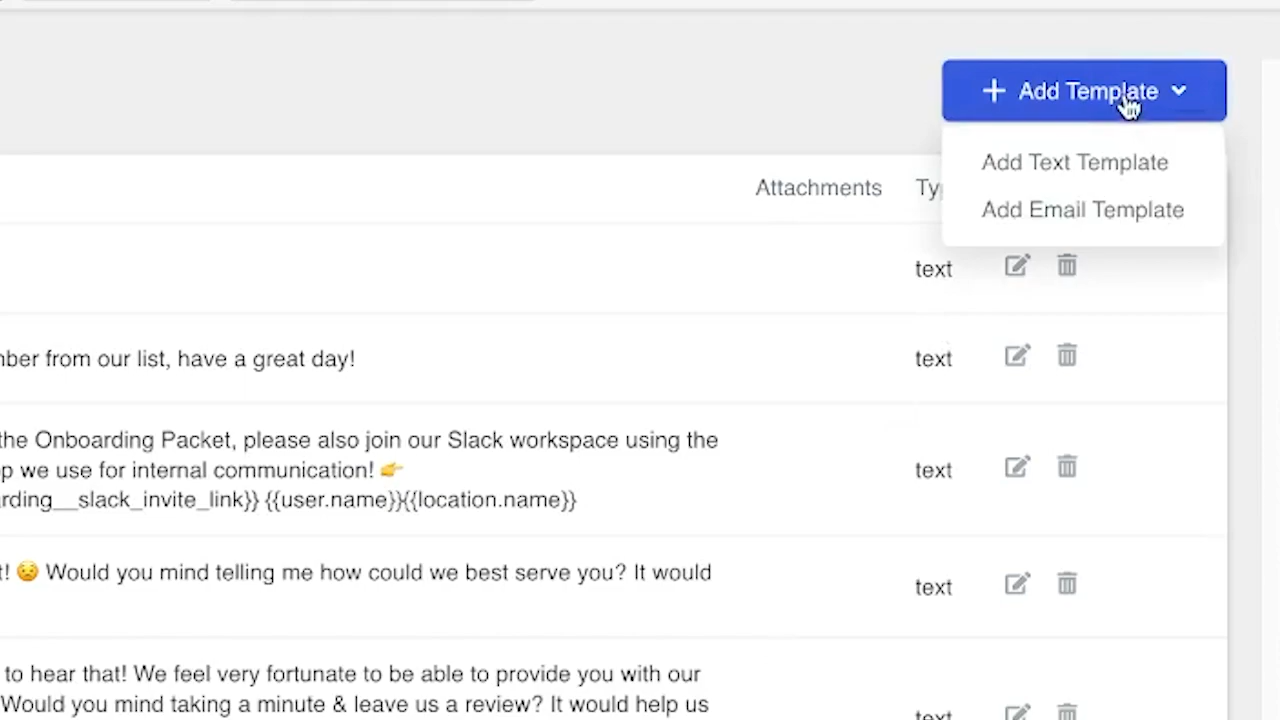 Add Template
Add Text Template
Add Email Template
Attachments
text
from our list, have a great day!
text
the Onboarding Packet, please also join our Slack workspace using the
we use for internal communication! 👉
__slack_invite_link}} {{user.name}}{{location.name}}
text
😟 Would you mind telling me how could we best serve you? It would
text
to hear that! We feel very fortunate to be able to provide you with our
Would you mind taking a minute & leave us a review? It would help us
text